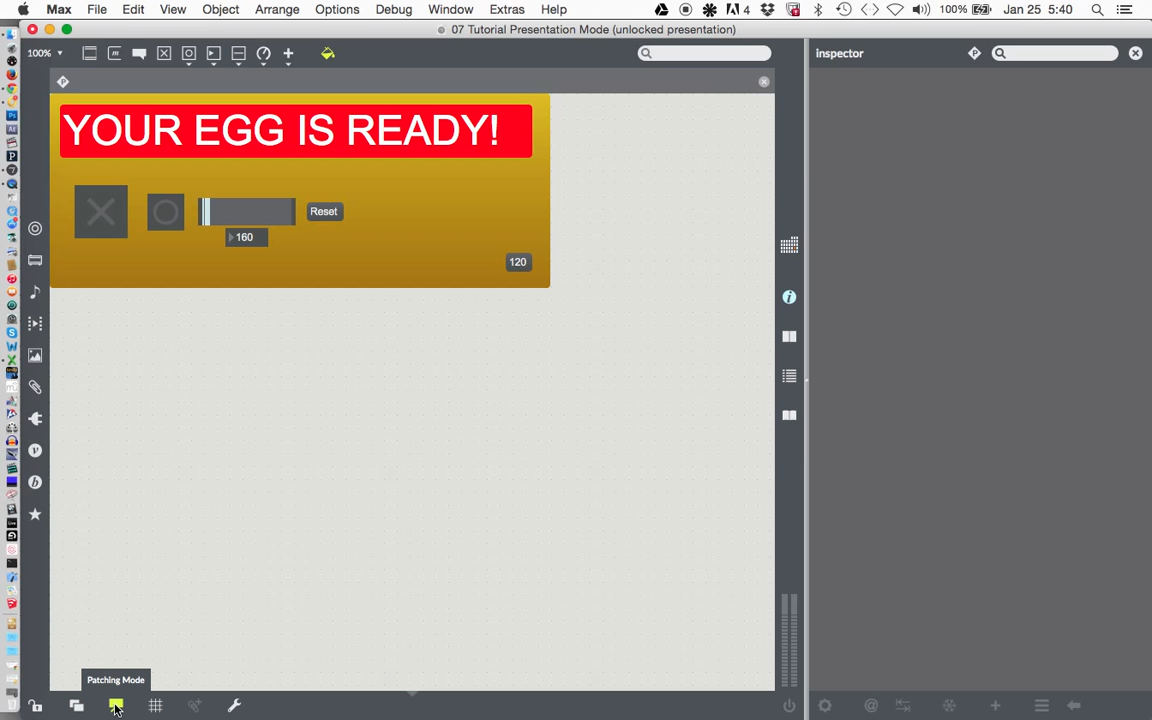 Max File Edit View Object Arrange Options Debug Window Extras Help 4 100% Jan 25 5:40
07 Tutorial Presentation Mode (unlocked presentation)
100% inspector
YOUR EGG IS READY!
Reset
160
120
Patching Mode